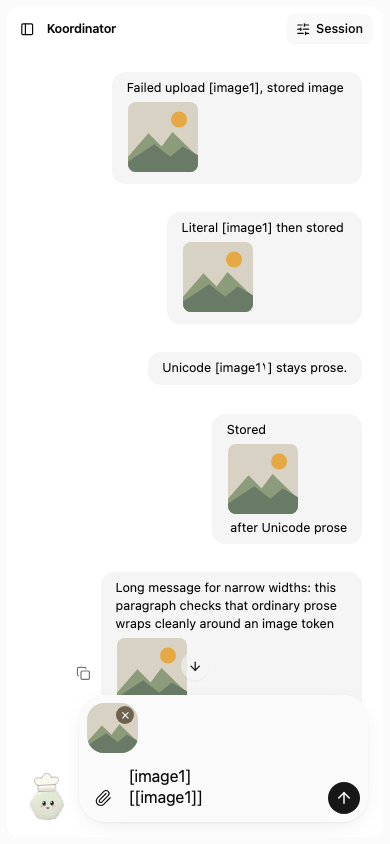 Koordinator
Session
Failed upload [image1], stored image
Literal [image1] then stored
Unicode [image1١] stays prose.
Stored
after Unicode prose
Long message for narrow widths: this
paragraph checks that ordinary prose
wraps cleanly around an image token
[image1]
[[image1]]